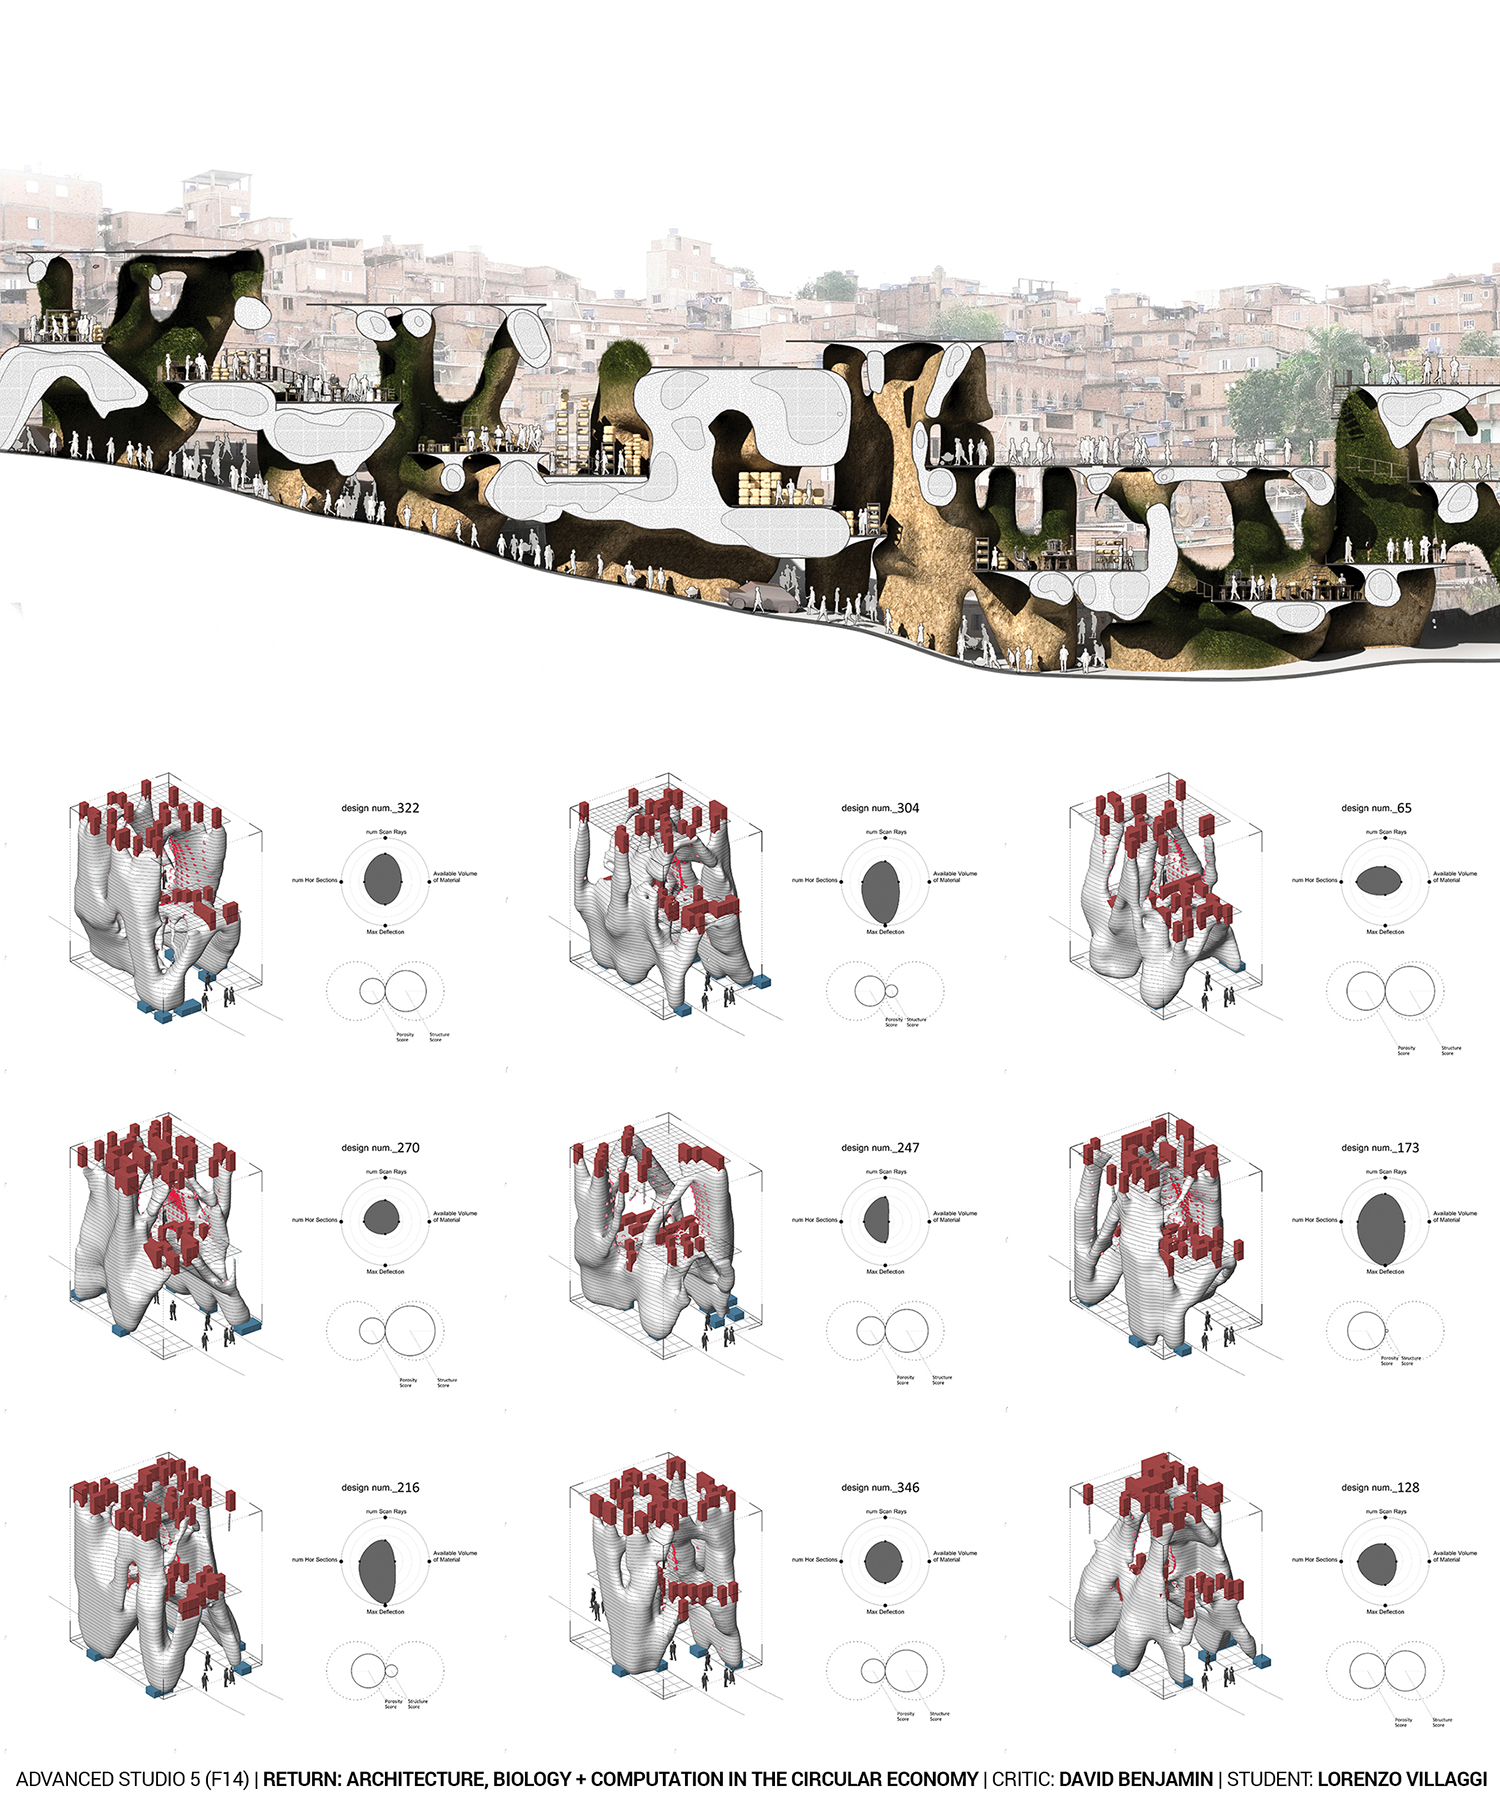 design num._322
num Scan Rays
num Hor Sections
Available Volume
of Material
Max Deflection
Porosity
Score
Structure
Score
design num._304
num Scan Rays
num Hor Sections
Available Volume
of Material
Max Deflection
Porosity
Score
Structure
Score
design num._65
num Scan Rays
num Hor Sections
Available Volume
of Material
Max Deflection
Porosity
Score
Structure
Score
design num._270
num Scan Rays
num Hor Sections
Available Volume
of Material
Max Deflection
Porosity
Score
Structure
Score
design num._247
num Scan Rays
num Hor Sections
Available Volume
of Material
Max Deflection
Porosity
Score
Structure
Score
design num._173
num Scan Rays
num Hor Sections
Available Volume
of Material
Max Deflection
Porosity
Score
Structure
Score
design num._216
num Scan Rays
num Hor Sections
Available Volume
of Material
Max Deflection
Porosity
Score
Structure
Score
design num._346
num Scan Rays
num Hor Sections
Available Volume
of Material
Max Deflection
Porosity
Score
Structure
Score
design num._128
num Scan Rays
num Hor Sections
Available Volume
of Material
Max Deflection
Porosity
Score
Structure
Score
ADVANCED STUDIO 5 (F14) | RETURN: ARCHITECTURE, BIOLOGY + COMPUTATION IN THE CIRCULAR ECONOMY | CRITIC: DAVID BENJAMIN | STUDENT: LORENZO VILLAGGI